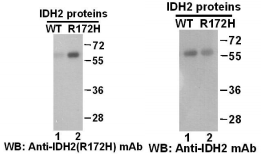 IDH2 proteins
WT R172H
72
55
36
28
1 2
WB: Anti-IDH2(R172H) mAb
IDH2 proteins
WT R172H
72
55
36
28
1 2
WB: Anti-IDH2 mAb